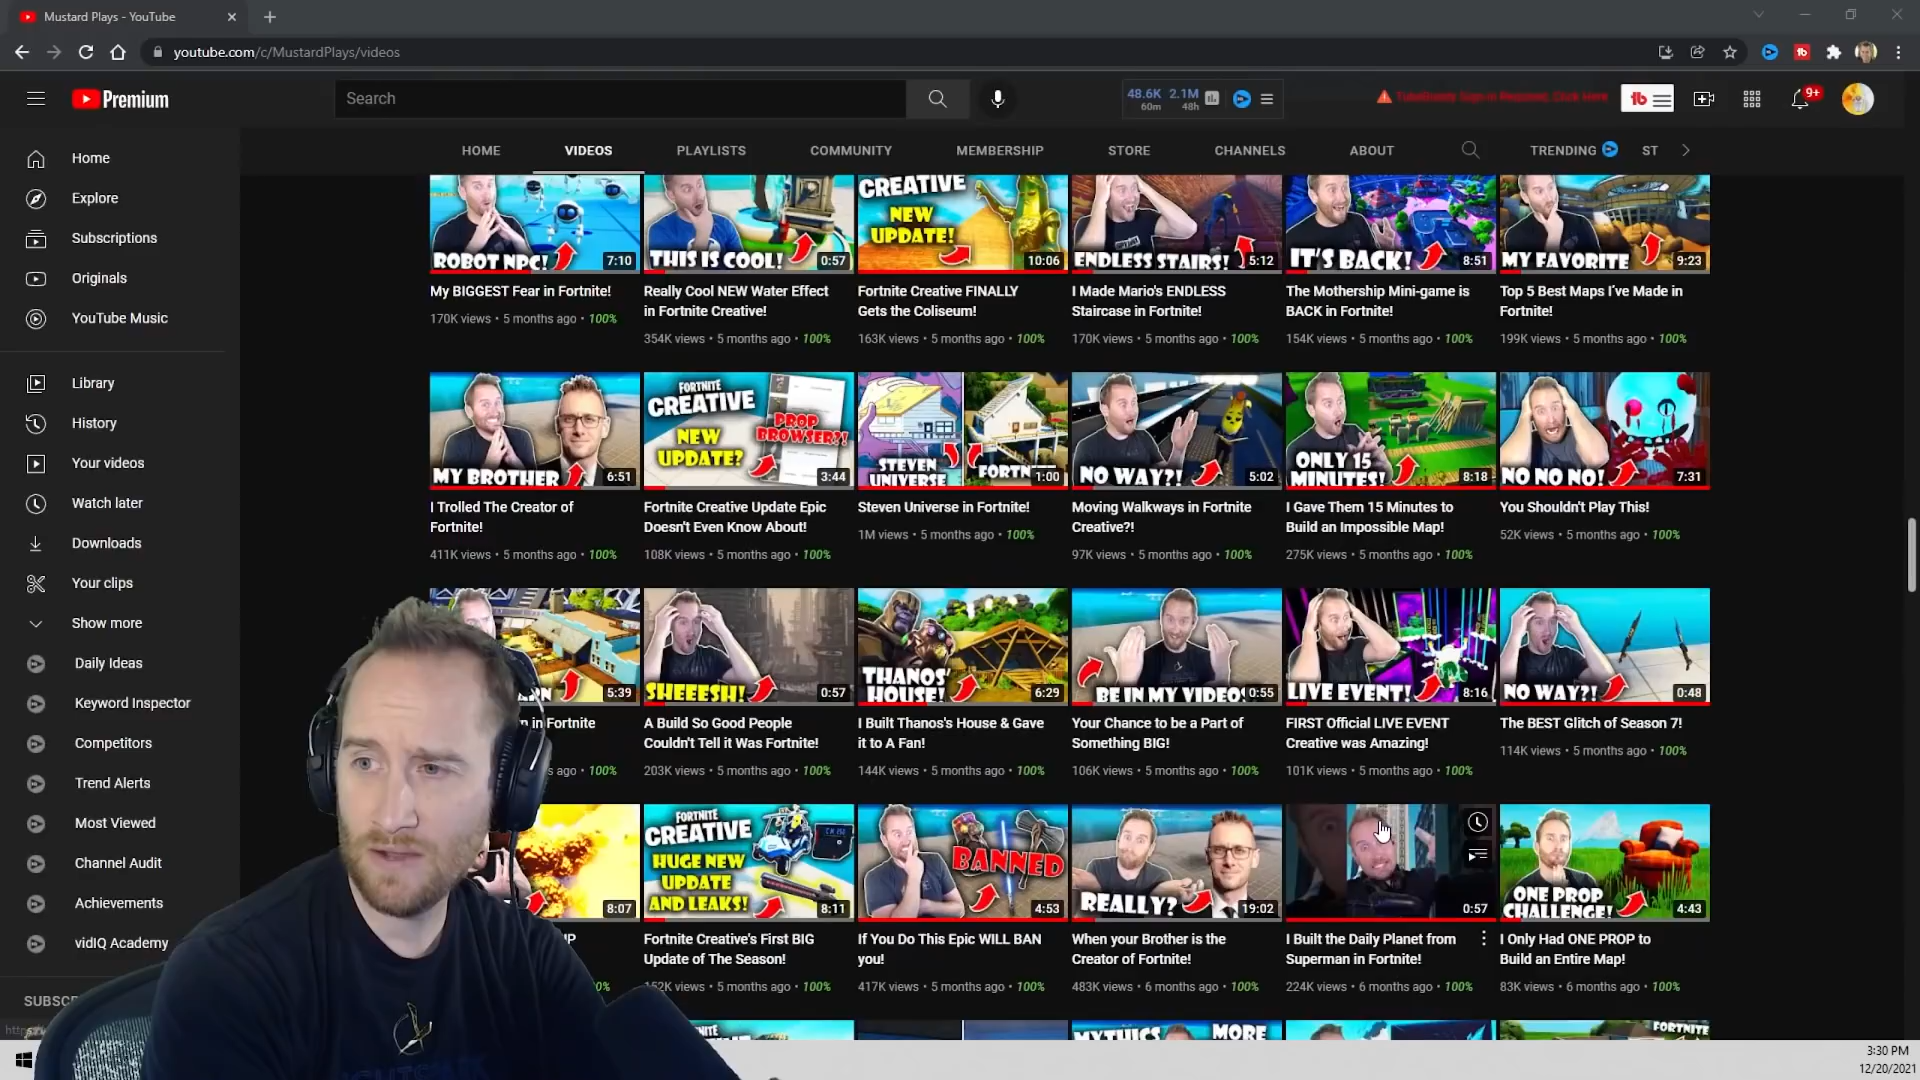 Mustard Plays - YouTube
youtube.com/c/MustardPlays/videos
Premium
Search
48.6K 2.1M
60m 48h
TubeBuddy Sign-in Required, Click Here
tb
9+
HOME VIDEOS PLAYLISTS COMMUNITY MEMBERSHIP STORE CHANNELS ABOUT TRENDING ST
Home
Explore
Subscriptions
Originals
YouTube Music
Library
History
Your videos
Watch later
Downloads
Your clips
Show more
Daily Ideas
Keyword Inspector
Competitors
Trend Alerts
Most Viewed
Channel Audit
Achievements
vidIQ Academy
ROBOT NPC! 7:10
My BIGGEST Fear in Fortnite!
170K views • 5 months ago • 100%
THIS IS COOL! 0:57
Really Cool NEW Water Effect
in Fortnite Creative!
354K views • 5 months ago • 100%
CREATIVE
NEW
UPDATE!
10:06
Fortnite Creative FINALLY
Gets the Coliseum!
163K views • 5 months ago • 100%
ENDLESS STAIRS! 5:12
I Made Mario's ENDLESS
Staircase in Fortnite!
170K views • 5 months ago • 100%
IT'S BACK! 8:51
The Mothership Mini-game is
BACK in Fortnite!
154K views • 5 months ago • 100%
MY FAVORITE 9:23
Top 5 Best Maps I've Made in
Fortnite!
199K views • 5 months ago • 100%
MY BROTHER 6:51
I Trolled The Creator of
Fortnite!
411K views • 5 months ago • 100%
FORTNITE
CREATIVE
NEW
UPDATE?
PROP
BROWSER?!
3:44
Fortnite Creative Update Epic
Doesn't Even Know About!
108K views • 5 months ago • 100%
STEVEN
UNIVERSE
FORTN
1:00
Steven Universe in Fortnite!
1M views • 5 months ago • 100%
NO WAY?! 5:02
Moving Walkways in Fortnite
Creative?!
97K views • 5 months ago • 100%
ONLY 15
MINUTES! 8:18
I Gave Them 15 Minutes to
Build an Impossible Map!
275K views • 5 months ago • 100%
NO NO NO! 7:31
You Shouldn't Play This!
52K views • 5 months ago • 100%
RN 5:39
in Fortnite
s ago • 100%
SHEEESH! 0:57
A Build So Good People
Couldn't Tell it Was Fortnite!
203K views • 5 months ago • 100%
THANOS'
HOUSE! 6:29
I Built Thanos's House & Gave
it to A Fan!
144K views • 5 months ago • 100%
BE IN MY VIDEO 0:55
Your Chance to be a Part of
Something BIG!
106K views • 5 months ago • 100%
LIVE EVENT! 8:16
FIRST Official LIVE EVENT
Creative was Amazing!
101K views • 5 months ago • 100%
NO WAY?! 0:48
The BEST Glitch of Season 7!
114K views • 5 months ago • 100%
8:07
FORTNITE
CREATIVE
HUGE NEW
UPDATE
AND LEAKS! 8:11
Fortnite Creative's First BIG
Update of The Season!
152K views • 5 months ago • 100%
BANNED
4:53
If You Do This Epic WILL BAN
you!
417K views • 5 months ago • 100%
REALLY? 19:02
When your Brother is the
Creator of Fortnite!
483K views • 6 months ago • 100%
0:57
I Built the Daily Planet from
Superman in Fortnite!
224K views • 6 months ago • 100%
ONE PROP
CHALLENGE! 4:43
I Only Had ONE PROP to
Build an Entire Map!
83K views • 6 months ago • 100%
SUBSC
MYTHICS MORE
FORTNITE
3:30 PM
12/20/2021